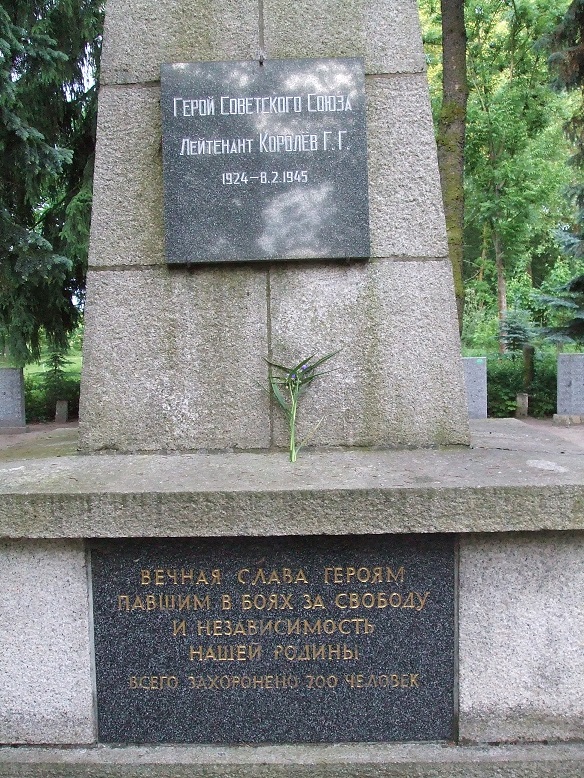 Герой Советского Союза
Лейтенант Королёв Г.Г.
1924–8.2.1945
ВЕЧНАЯ СЛАВА ГЕРОЯМ
ПАВШИМ В БОЯХ ЗА СВОБОДУ
И НЕЗАВИСИМОСТЬ
НАШЕЙ РОДИНЫ
ВСЕГО ЗАХОРОНЕНО 200 ЧЕЛОВЕК